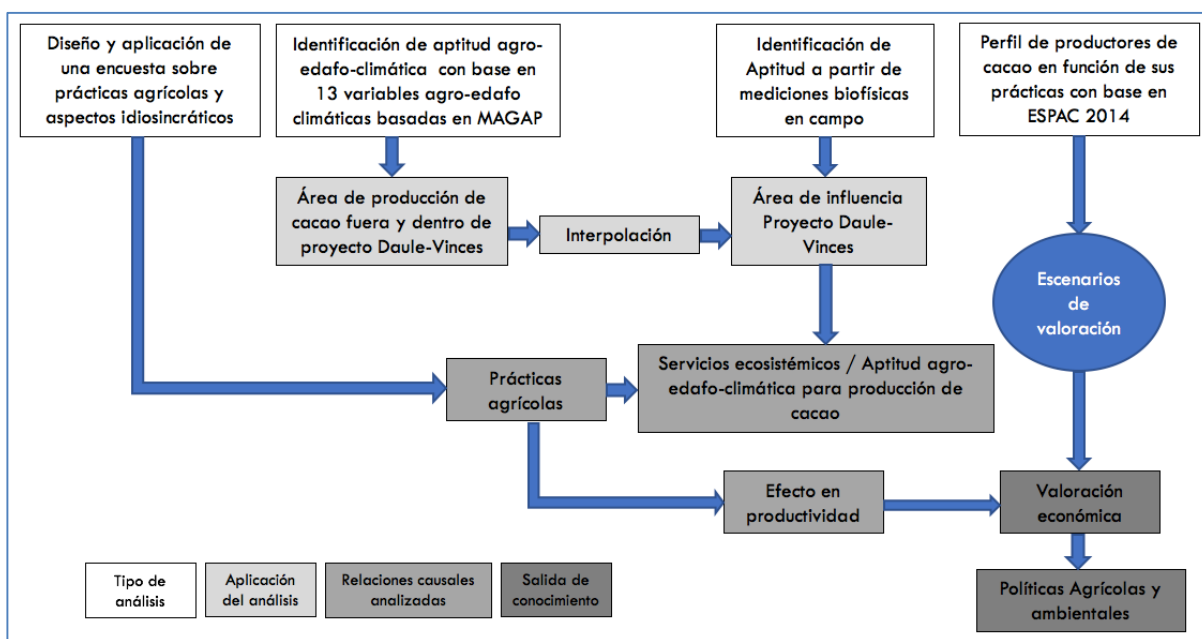 Diseño y aplicación de
una encuesta sobre
prácticas agrícolas y
aspectos idiosincráticos
Identificación de aptitud agro-
edafo-climática con base en
13 variables agro-edafo
climáticas basadas en MAGAP
Identificación de
Aptitud a partir de
mediciones biofísicas
en campo
Perfil de productores de
cacao en función de sus
prácticas con base en
ESPAC 2014
Área de producción de
cacao fuera y dentro de
proyecto Daule-Vinces
Interpolación
Área de influencia
Proyecto Daule-
Vinces
Escenarios
de
valoración
Prácticas
agrícolas
Servicios ecosistémicos / Aptitud agro-
edafo-climática para producción de
cacao
Efecto en
productividad
Valoración
económica
Tipo de
análisis
Aplicación
del análisis
Relaciones causales
analizadas
Salida de
conocimiento
Políticas Agrícolas y
ambientales